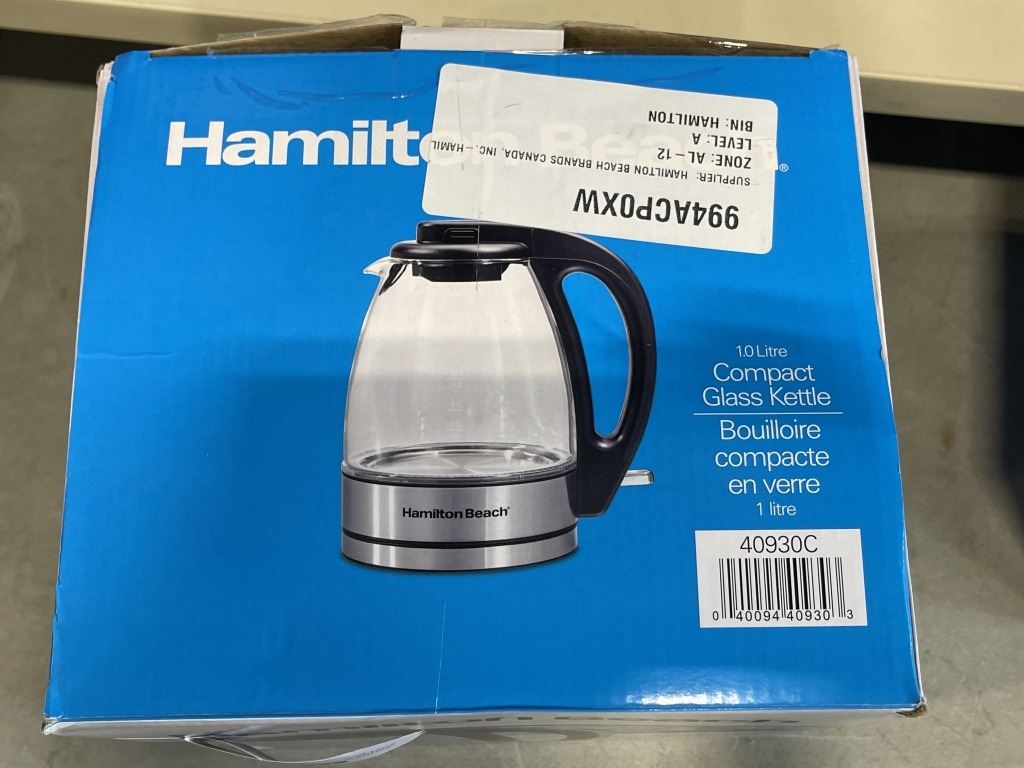 Hamilton Beach®
994ACP0XW
SUPPLIER: HAMILTON BEACH BRANDS CANADA, INC. - HAMIL
ZONE: AL-12
LEVEL: A
BIN: HAMILTON
Hamilton Beach®
1.0 Litre
Compact
Glass Kettle
Bouilloire
compacte
en verre
1 litre
40930C
0 40094 40930 3